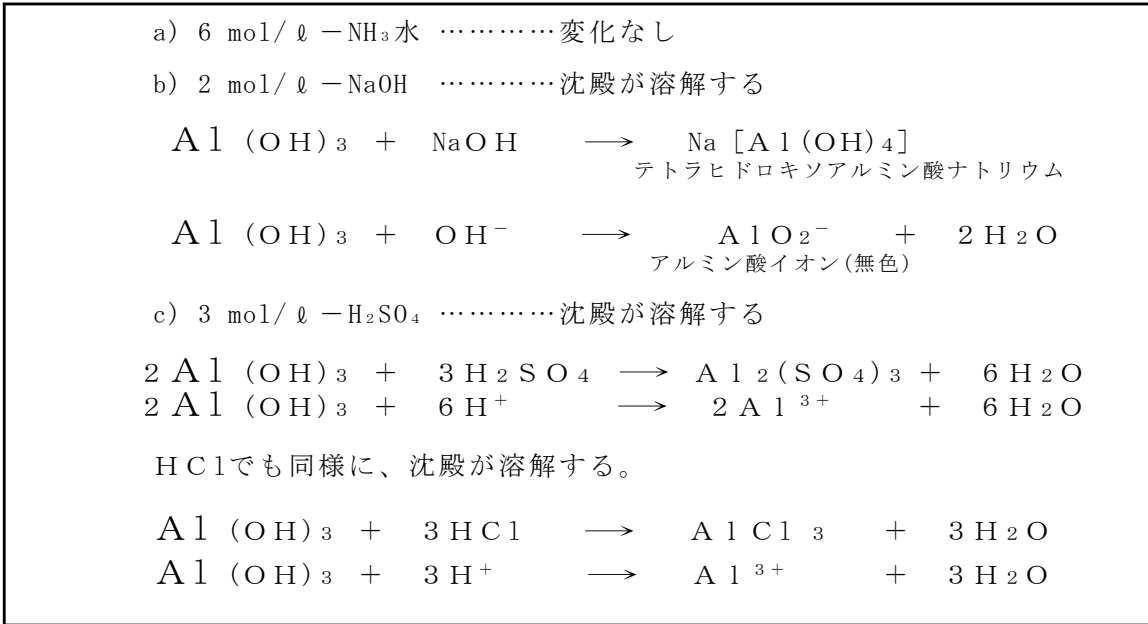 a) 6 mol/ℓ－NH₃水 …………変化なし
b) 2 mol/ℓ－NaOH …………沈殿が溶解する
Al(OH)₃ ＋ NaOH ⟶ Na[Al(OH)₄]
テトラヒドロキソアルミン酸ナトリウム
Al(OH)₃ ＋ OH⁻ ⟶ AlO₂⁻ ＋ 2H₂O
アルミン酸イオン(無色)
c) 3 mol/ℓ－H₂SO₄ …………沈殿が溶解する
2Al(OH)₃ ＋ 3H₂SO₄ ⟶ Al₂(SO₄)₃ ＋ 6H₂O
2Al(OH)₃ ＋ 6H⁺ ⟶ 2Al³⁺ ＋ 6H₂O
HClでも同様に、沈殿が溶解する。
Al(OH)₃ ＋ 3HCl ⟶ AlCl₃ ＋ 3H₂O
Al(OH)₃ ＋ 3H⁺ ⟶ Al³⁺ ＋ 3H₂O